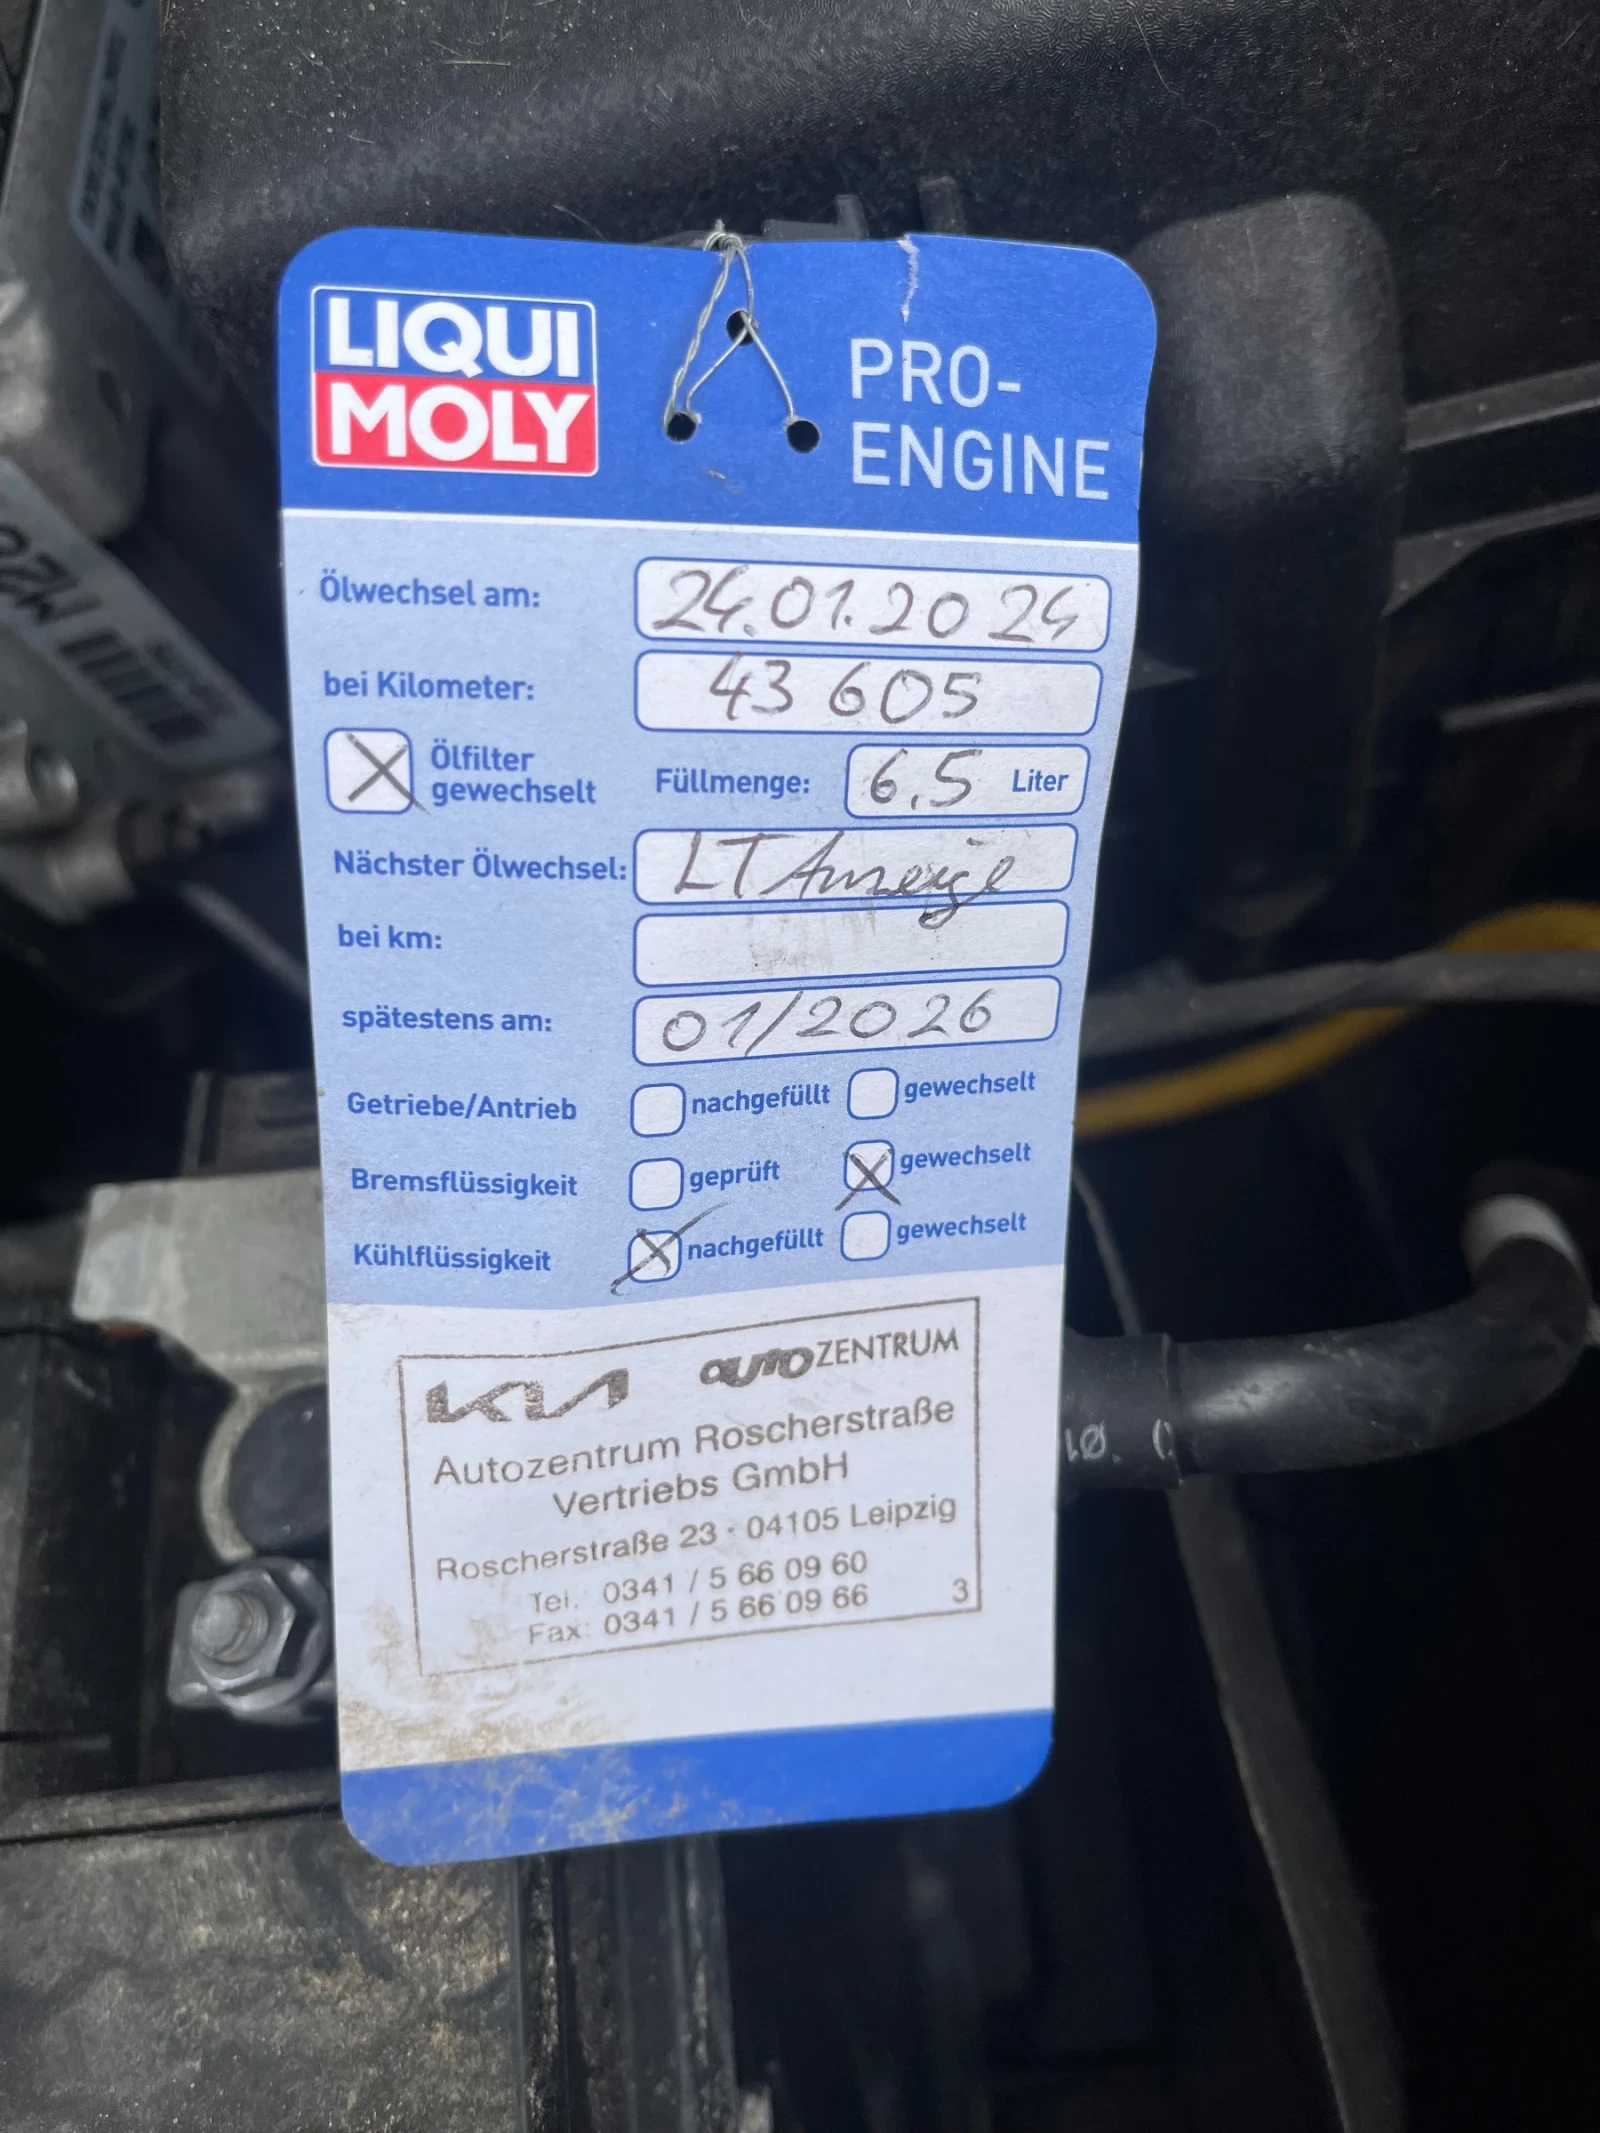 LIQUI
MOLY
PRO-
ENGINE
Ölwechsel am: 24.01.2024
bei Kilometer: 43 605
Ölfilter
gewechselt
Füllmenge: 6,5 Liter
Nächster Ölwechsel: LT Anzeige
bei km:
spätestens am: 01/2026
Getriebe/Antrieb nachgefüllt gewechselt
Bremsflüssigkeit geprüft gewechselt
Kühlflüssigkeit nachgefüllt gewechselt
KIA autoZENTRUM
Autozentrum Roscherstraße
Vertriebs GmbH
Roscherstraße 23 · 04105 Leipzig
Tel.: 0341 / 5 66 09 60
Fax: 0341 / 5 66 09 66 3